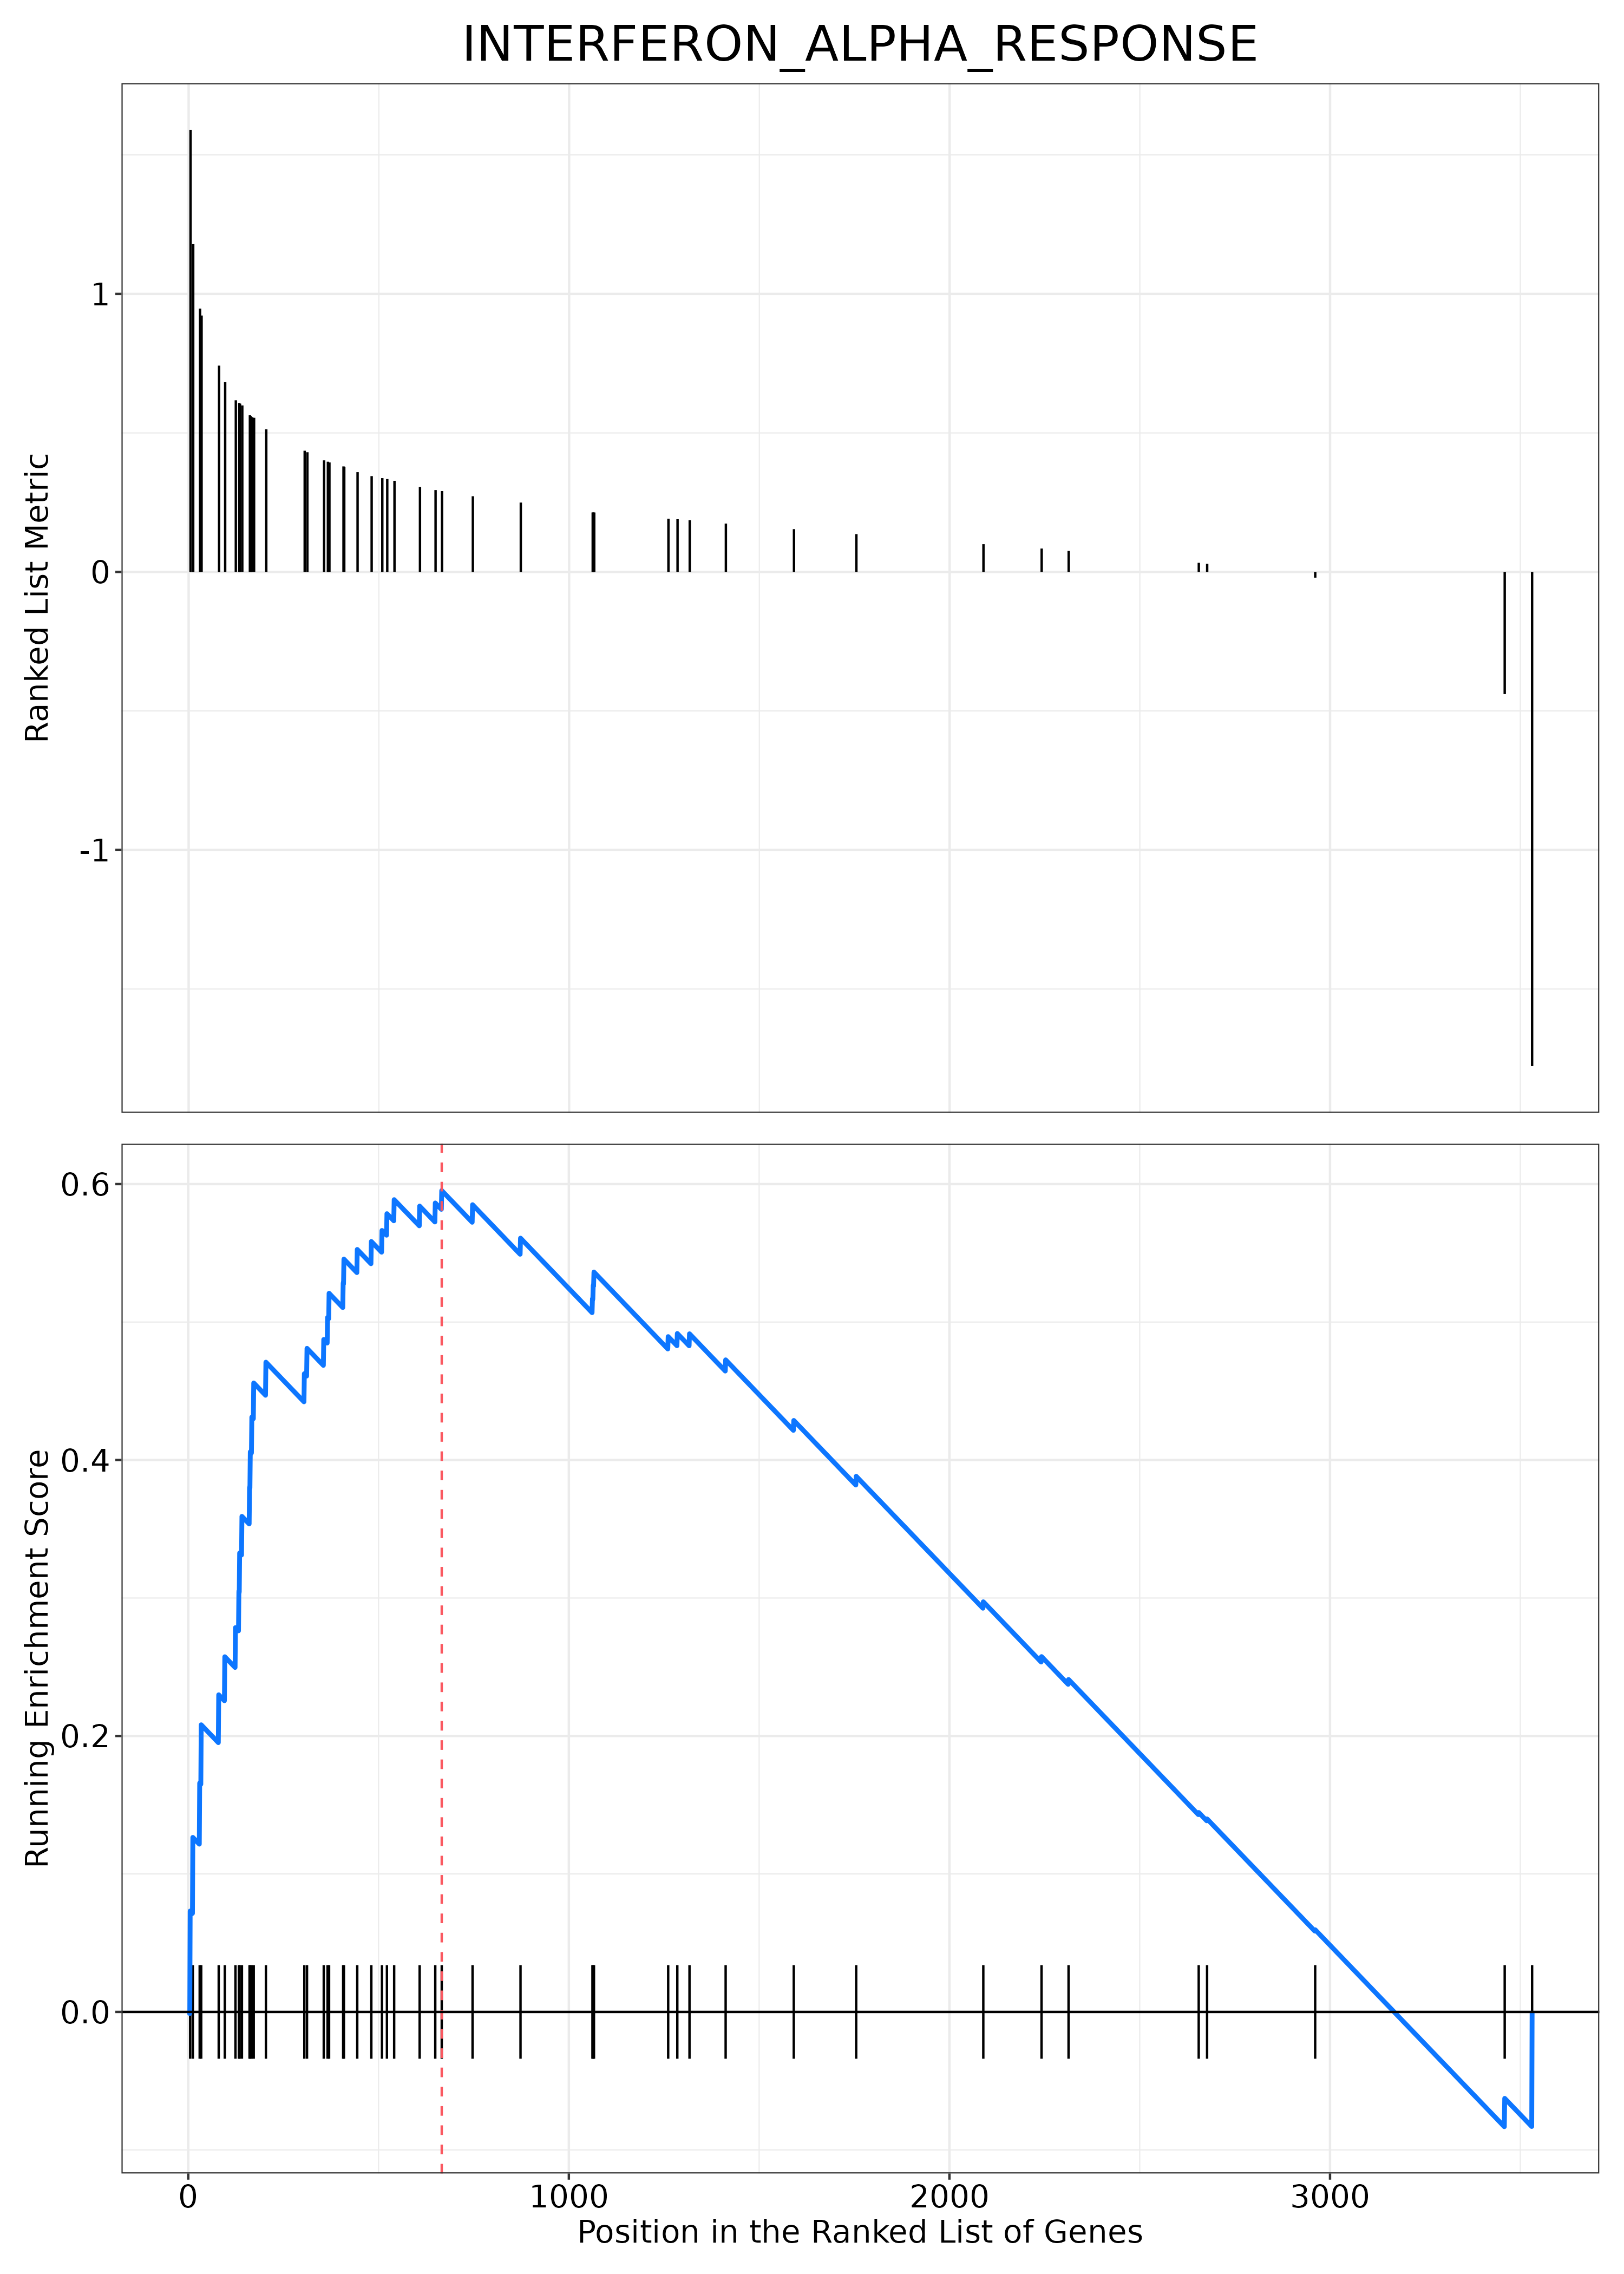 INTERFERON_ALPHA_RESPONSE
Ranked List Metric
1
0
-1
Running Enrichment Score
0.6
0.4
0.2
0.0
0 1000 2000 3000
Position in the Ranked List of Genes